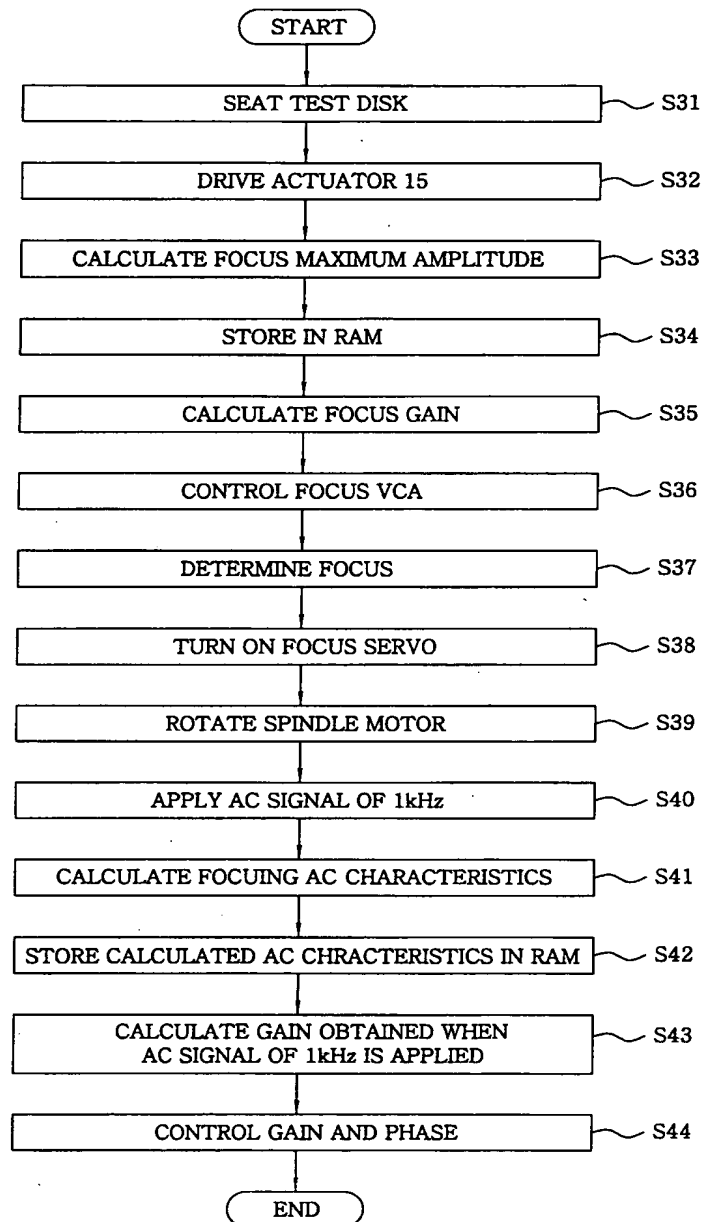 START
SEAT TEST DISK
S31
DRIVE ACTUATOR 15
S32
CALCULATE FOCUS MAXIMUM AMPLITUDE
S33
STORE IN RAM
S34
CALCULATE FOCUS GAIN
S35
CONTROL FOCUS VCA
S36
DETERMINE FOCUS
S37
TURN ON FOCUS SERVO
S38
ROTATE SPINDLE MOTOR
S39
APPLY AC SIGNAL OF 1kHz
S40
CALCULATE FOCUING AC CHARACTERISTICS
S41
STORE CALCULATED AC CHRACTERISTICS IN RAM
S42
CALCULATE GAIN OBTAINED WHEN
AC SIGNAL OF 1kHz IS APPLIED
S43
CONTROL GAIN AND PHASE
S44
END